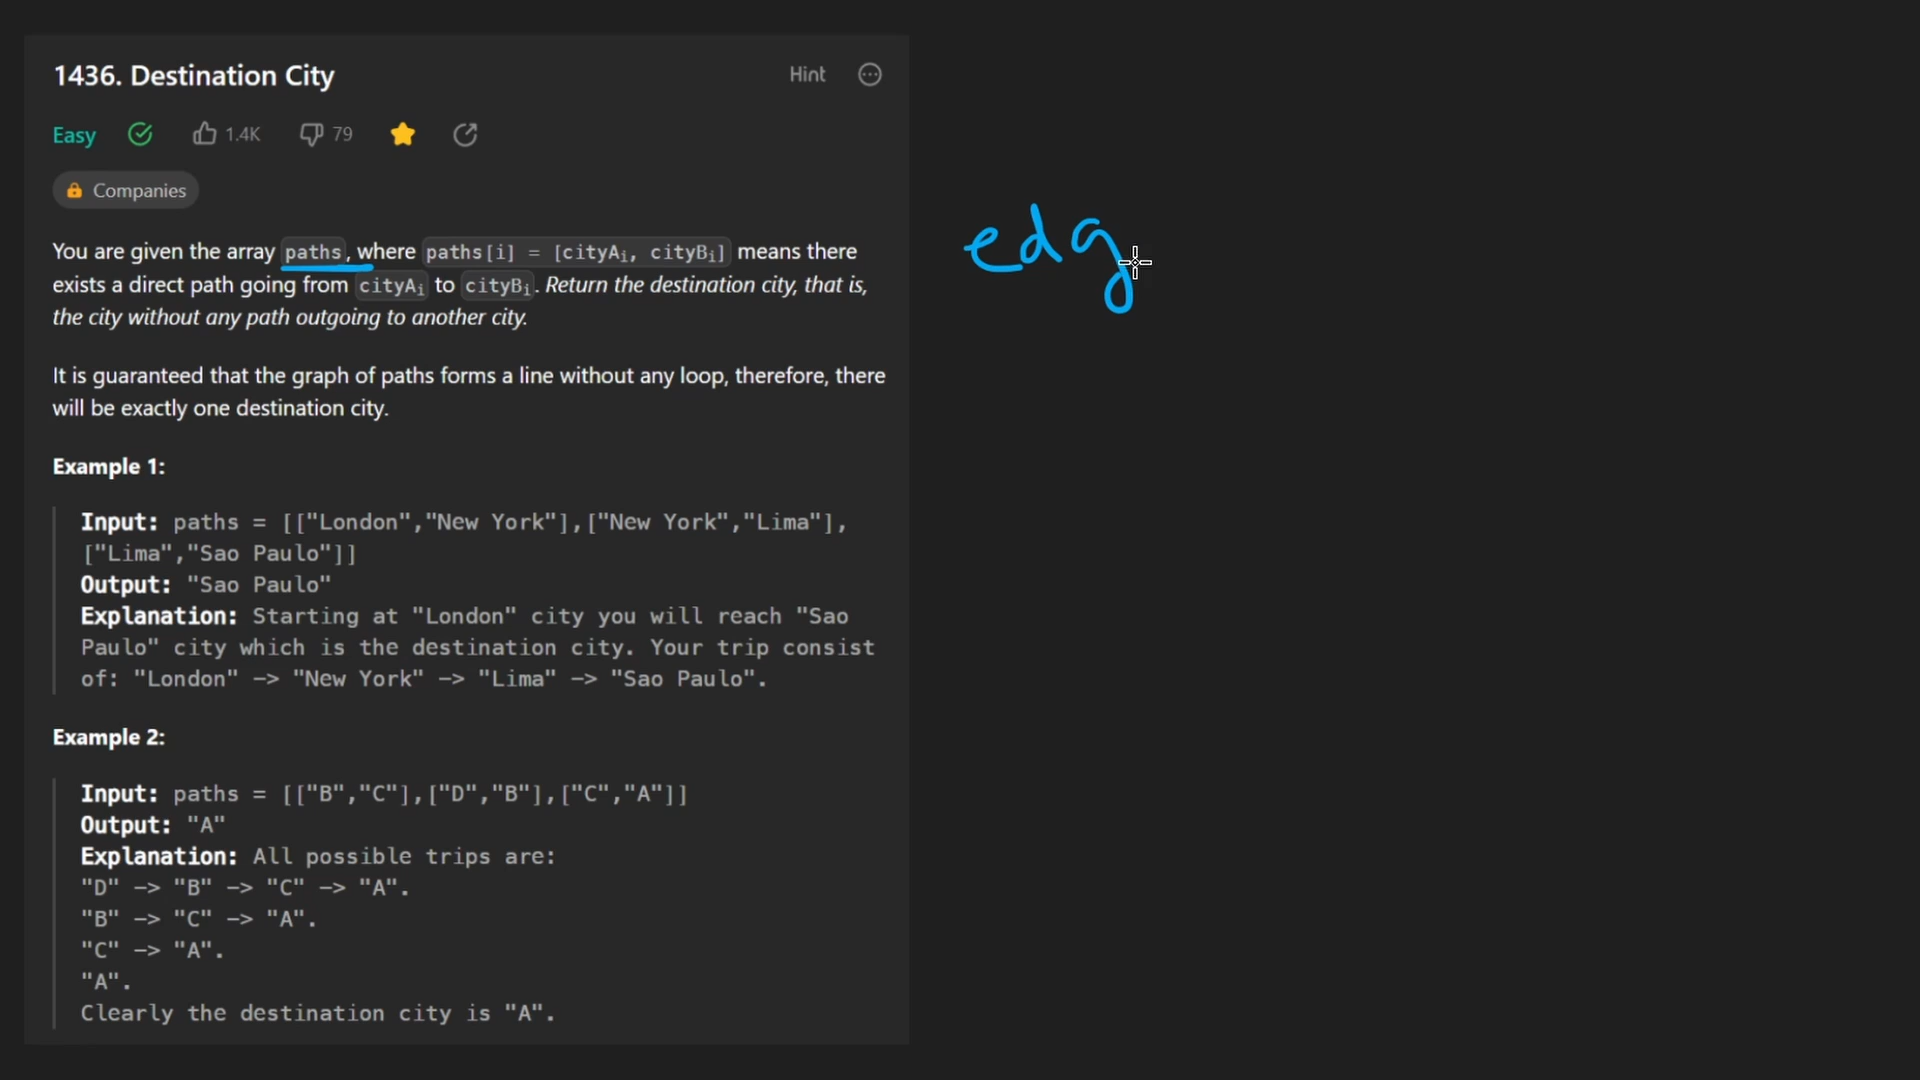 1436. Destination City
Hint
Easy
1.4K
79
Companies
You are given the array paths, where paths[i] = [cityAi, cityBi] means there
exists a direct path going from cityAi to cityBi. Return the destination city, that is,
the city without any path outgoing to another city.
It is guaranteed that the graph of paths forms a line without any loop, therefore, there
will be exactly one destination city.
Example 1:
Input: paths = [["London","New York"],["New York","Lima"],
["Lima","Sao Paulo"]]
Output: "Sao Paulo"
Explanation: Starting at "London" city you will reach "Sao
Paulo" city which is the destination city. Your trip consist
of: "London" -> "New York" -> "Lima" -> "Sao Paulo".
Example 2:
Input: paths = [["B","C"],["D","B"],["C","A"]]
Output: "A"
Explanation: All possible trips are:
"D" -> "B" -> "C" -> "A".
"B" -> "C" -> "A".
"C" -> "A".
"A".
Clearly the destination city is "A".
edg